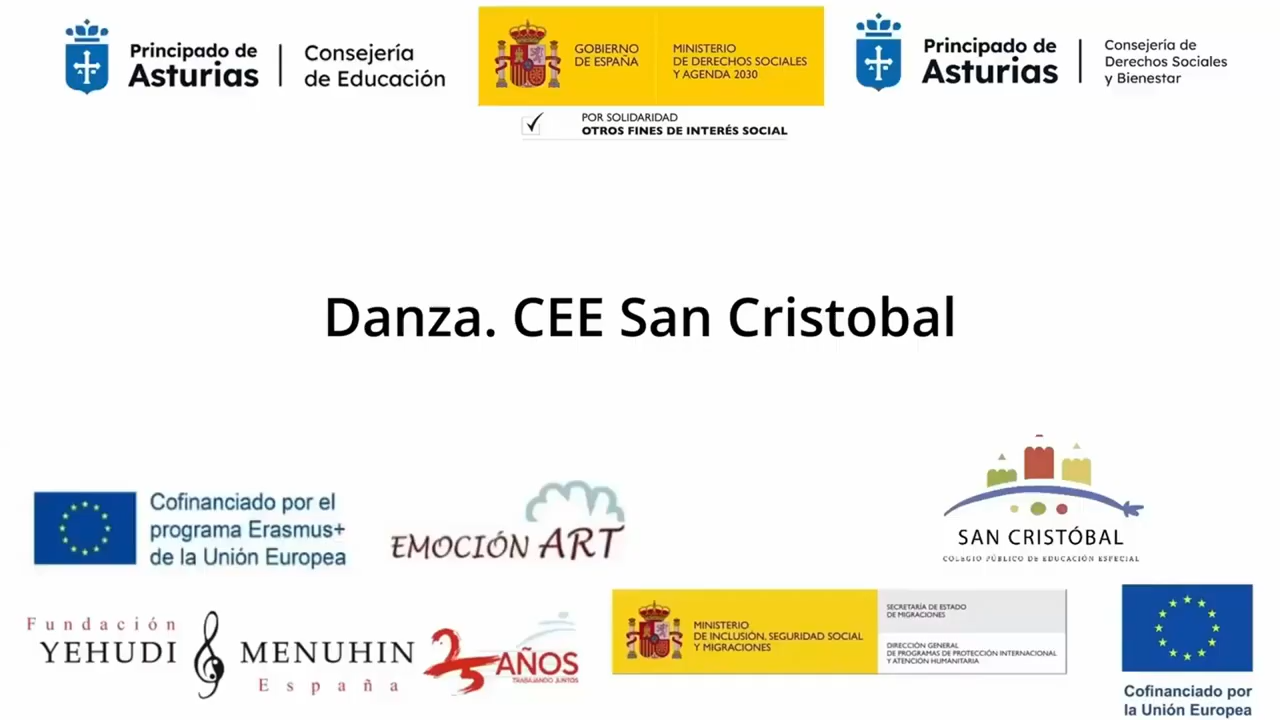 Principado de
Asturias
Consejería
de Educación
GOBIERNO
DE ESPAÑA
MINISTERIO
DE DERECHOS SOCIALES
Y AGENDA 2030
POR SOLIDARIDAD
OTROS FINES DE INTERÉS SOCIAL
Principado de
Asturias
Consejería de
Derechos Sociales
y Bienestar
Danza. CEE San Cristobal
Cofinanciado por el
programa Erasmus+
de la Unión Europea
EMOCIÓN ART
SAN CRISTÓBAL
COLEGIO PÚBLICO DE EDUCACIÓN ESPECIAL
Fundación
YEHUDI MENUHIN
España
25 AÑOS
TRABAJANDO JUNTOS
MINISTERIO
DE INCLUSIÓN, SEGURIDAD SOCIAL
Y MIGRACIONES
SECRETARÍA DE ESTADO
DE MIGRACIONES
DIRECCIÓN GENERAL
DE PROGRAMAS DE PROTECCIÓN INTERNACIONAL
Y ATENCIÓN HUMANITARIA
Cofinanciado por
la Unión Europea